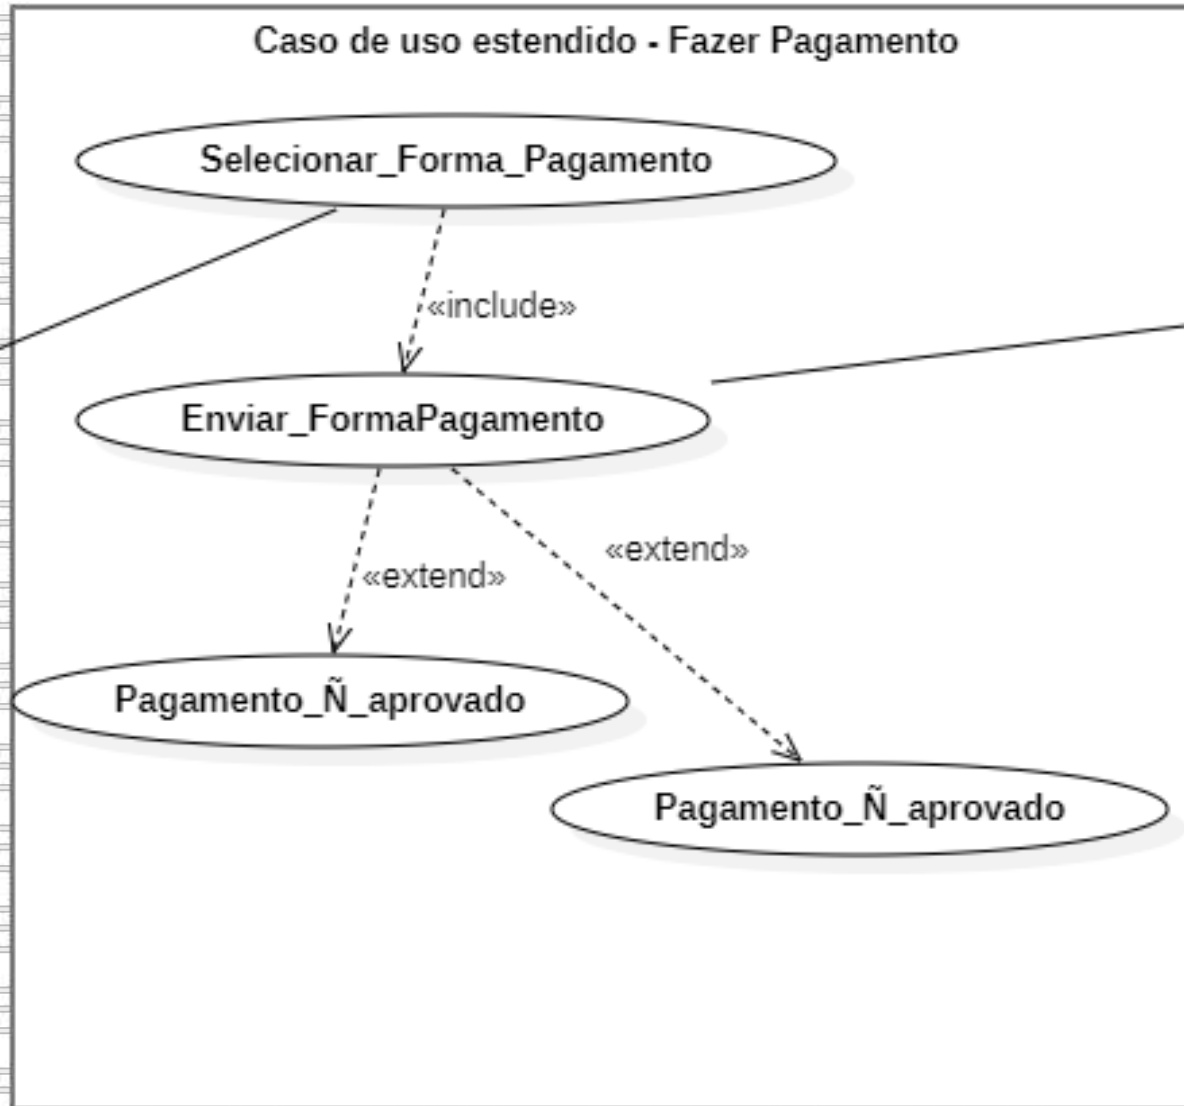 Caso de uso estendido - Fazer Pagamento
Selecionar_Forma_Pagamento
«include»
Enviar_FormaPagamento
«extend»
«extend»
Pagamento_Ñ_aprovado
Pagamento_Ñ_aprovado